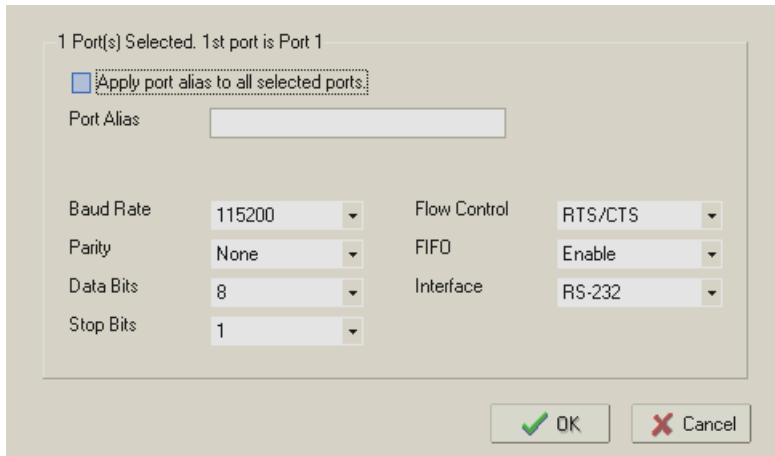 1 Port(s) Selected. 1st port is Port 1
Apply port alias to all selected ports.
Port Alias
Baud Rate 115200 Flow Control RTS/CTS
Parity None FIFO Enable
Data Bits 8 Interface RS-232
Stop Bits 1
OK Cancel